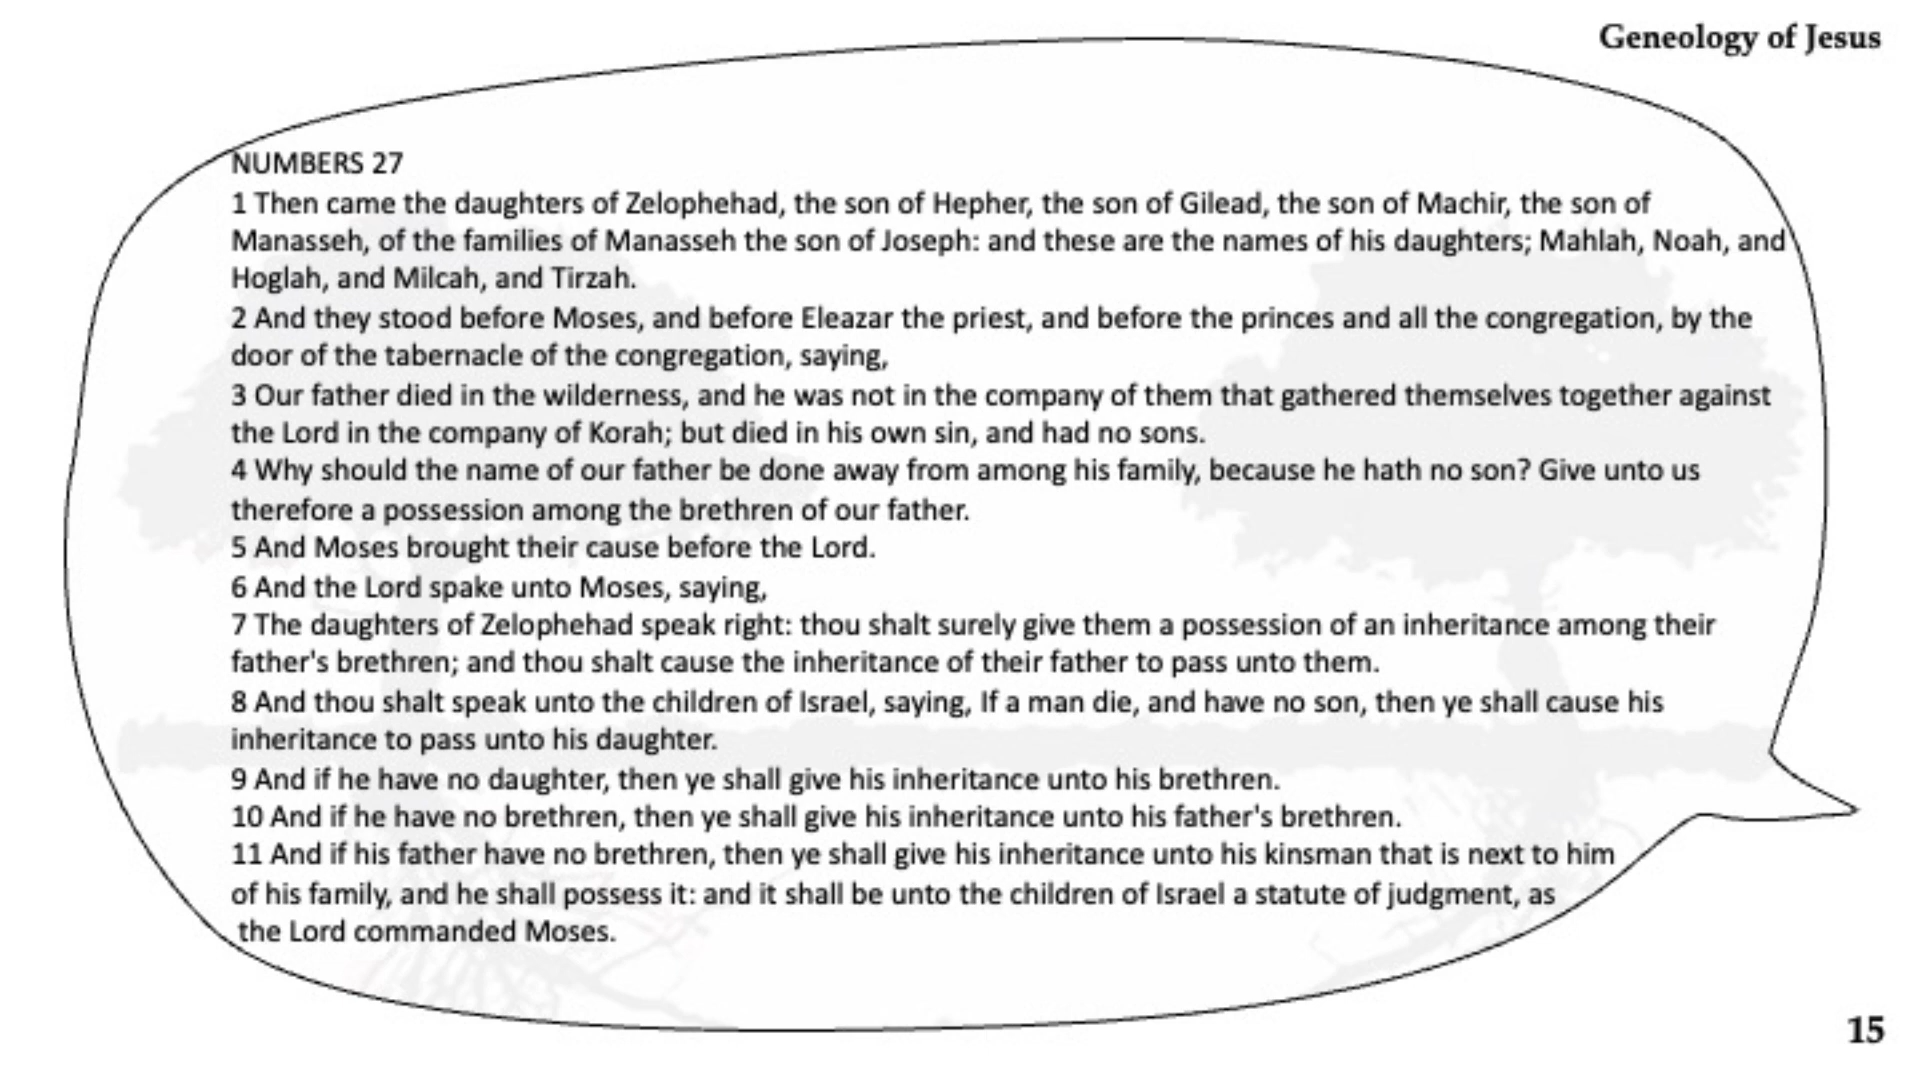 Geneology of Jesus
NUMBERS 27
1 Then came the daughters of Zelophehad, the son of Hepher, the son of Gilead, the son of Machir, the son of
Manasseh, of the families of Manasseh the son of Joseph: and these are the names of his daughters; Mahlah, Noah, and
Hoglah, and Milcah, and Tirzah.
2 And they stood before Moses, and before Eleazar the priest, and before the princes and all the congregation, by the
door of the tabernacle of the congregation, saying,
3 Our father died in the wilderness, and he was not in the company of them that gathered themselves together against
the Lord in the company of Korah; but died in his own sin, and had no sons.
4 Why should the name of our father be done away from among his family, because he hath no son? Give unto us
therefore a possession among the brethren of our father.
5 And Moses brought their cause before the Lord.
6 And the Lord spake unto Moses, saying,
7 The daughters of Zelophehad speak right: thou shalt surely give them a possession of an inheritance among their
father's brethren; and thou shalt cause the inheritance of their father to pass unto them.
8 And thou shalt speak unto the children of Israel, saying, If a man die, and have no son, then ye shall cause his
inheritance to pass unto his daughter.
9 And if he have no daughter, then ye shall give his inheritance unto his brethren.
10 And if he have no brethren, then ye shall give his inheritance unto his father's brethren.
11 And if his father have no brethren, then ye shall give his inheritance unto his kinsman that is next to him
of his family, and he shall possess it: and it shall be unto the children of Israel a statute of judgment, as
the Lord commanded Moses.
15